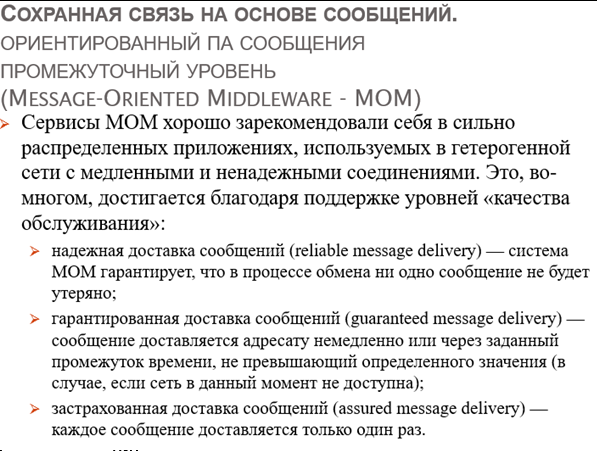 СОХРАННАЯ СВЯЗЬ НА ОСНОВЕ СООБЩЕНИЙ.
ОРИЕНТИРОВАННЫЙ ПА СООБЩЕНИЯ
ПРОМЕЖУТОЧНЫЙ УРОВЕНЬ
(MESSAGE-ORIENTED MIDDLEWARE - MOM)
Сервисы МОМ хорошо зарекомендовали себя в сильно
распределенных приложениях, используемых в гетерогенной
сети с медленными и ненадежными соединениями. Это, во-
многом, достигается благодаря поддержке уровней «качества
обслуживания»:
надежная доставка сообщений (reliable message delivery) — система
МОМ гарантирует, что в процессе обмена ни одно сообщение не будет
утеряно;
гарантированная доставка сообщений (guaranteed message delivery) —
сообщение доставляется адресату немедленно или через заданный
промежуток времени, не превышающий определенного значения (в
случае, если сеть в данный момент не доступна);
застрахованная доставка сообщений (assured message delivery) —
каждое сообщение доставляется только один раз.